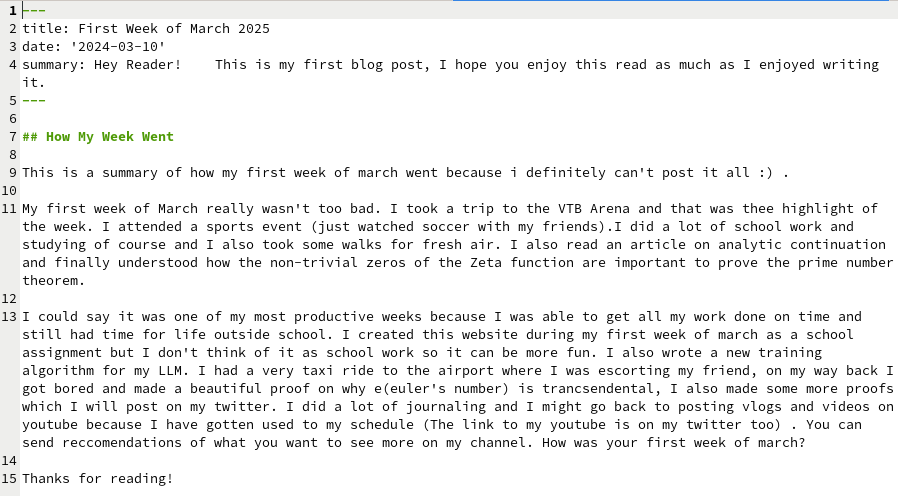 1 ---
2 title: First Week of March 2025
3 date: '2024-03-10'
4 summary: Hey Reader!    This is my first blog post, I hope you enjoy this read as much as I enjoyed writing
it.
5 ---
6
7 ## How My Week Went
8
9 This is a summary of how my first week of march went because i definitely can't post it all :) .
10
11 My first week of March really wasn't too bad. I took a trip to the VTB Arena and that was thee highlight of
the week. I attended a sports event (just watched soccer with my friends).I did a lot of school work and
studying of course and I also took some walks for fresh air. I also read an article on analytic continuation
and finally understood how the non-trivial zeros of the Zeta function are important to prove the prime number
theorem.
12
13 I could say it was one of my most productive weeks because I was able to get all my work done on time and
still had time for life outside school. I created this website during my first week of march as a school
assignment but I don't think of it as school work so it can be more fun. I also wrote a new training
algorithm for my LLM. I had a very taxi ride to the airport where I was escorting my friend, on my way back I
got bored and made a beautiful proof on why e(euler's number) is trancsendental, I also made some more proofs
which I will post on my twitter. I did a lot of journaling and I might go back to posting vlogs and videos on
youtube because I have gotten used to my schedule (The link to my youtube is on my twitter too) . You can
send reccomendations of what you want to see more on my channel. How was your first week of march?
14
15 Thanks for reading!